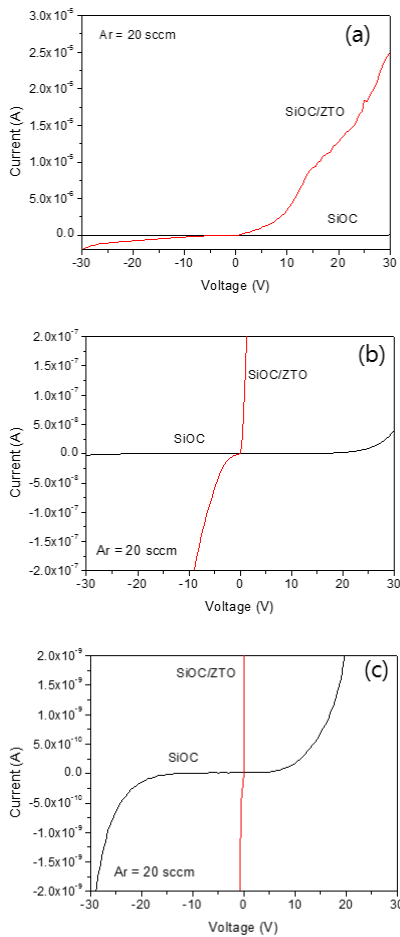 (a)
Ar = 20 sccm
3.0x10⁻⁵
2.5x10⁻⁵
2.0x10⁻⁵
1.5x10⁻⁵
1.0x10⁻⁵
5.0x10⁻⁶
0.0
Current (A)
SiOC/ZTO
SiOC
-30 -20 -10 0 10 20 30
Voltage (V)
(b)
2.0x10⁻⁷
1.5x10⁻⁷
1.0x10⁻⁷
5.0x10⁻⁸
0.0
-5.0x10⁻⁸
-1.0x10⁻⁷
-1.5x10⁻⁷
-2.0x10⁻⁷
Current (A)
SiOC/ZTO
SiOC
Ar = 20 sccm
-30 -20 -10 0 10 20 30
Voltage (V)
(c)
2.0x10⁻⁹
1.5x10⁻⁹
1.0x10⁻⁹
5.0x10⁻¹⁰
0.0
-5.0x10⁻¹⁰
-1.0x10⁻⁹
-1.5x10⁻⁹
-2.0x10⁻⁹
Current (A)
SiOC/ZTO
SiOC
Ar = 20 sccm
-30 -20 -10 0 10 20 30
Voltage (V)